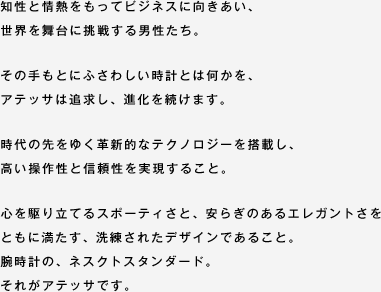 知性と情熱をもってビジネスに向きあい、
世界を舞台に挑戦する男性たち。
その手もとにふさわしい時計とは何かを、
アテッサは追求し、進化を続けます。
時代の先をゆく革新的なテクノロジーを搭載し、
高い操作性と信頼性を実現すること。
心を駆り立てるスポーティさと、安らぎのあるエレガントさを
ともに満たす、洗練されたデザインであること。
腕時計の、ネスクトスタンダード。
それがアテッサです。